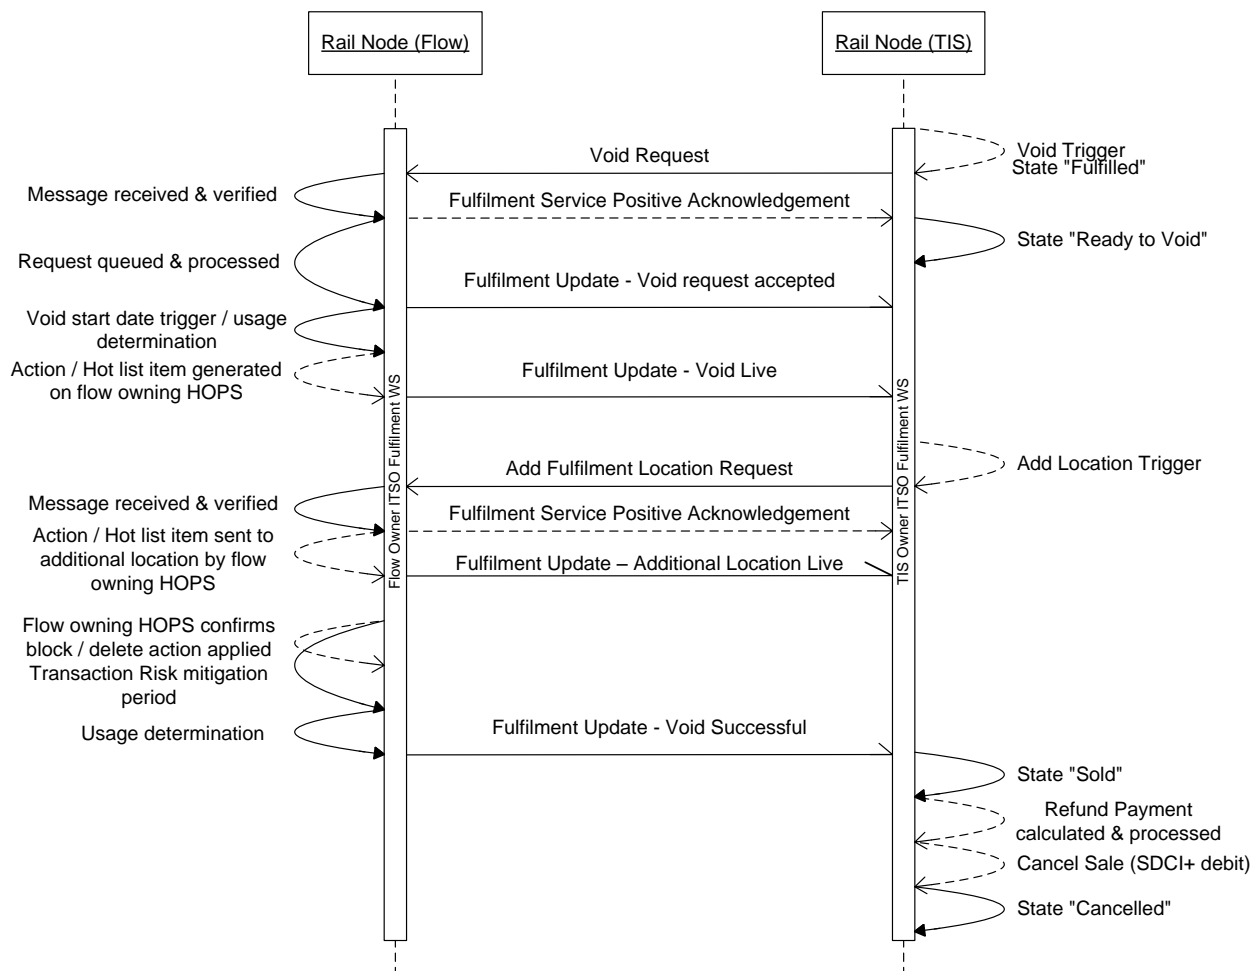 Rail Node (Flow)
Rail Node (TIS)
Void Request
Void Trigger
State "Fulfilled"
Message received & verified
Fulfilment Service Positive Acknowledgement
State "Ready to Void"
Request queued & processed
Fulfilment Update - Void request accepted
Void start date trigger / usage
determination
Action / Hot list item generated
on flow owning HOPS
Fulfilment Update - Void Live
Flow Owner ITSO Fulfilment WS
TIS Owner ITSO Fulfilment WS
Add Fulfilment Location Request
Add Location Trigger
Message received & verified
Fulfilment Service Positive Acknowledgement
Action / Hot list item sent to
additional location by flow
owning HOPS
Fulfilment Update – Additional Location Live
Flow owning HOPS confirms
block / delete action applied
Transaction Risk mitigation
period
Usage determination
Fulfilment Update - Void Successful
State "Sold"
Refund Payment
calculated & processed
Cancel Sale (SDCI+ debit)
State "Cancelled"